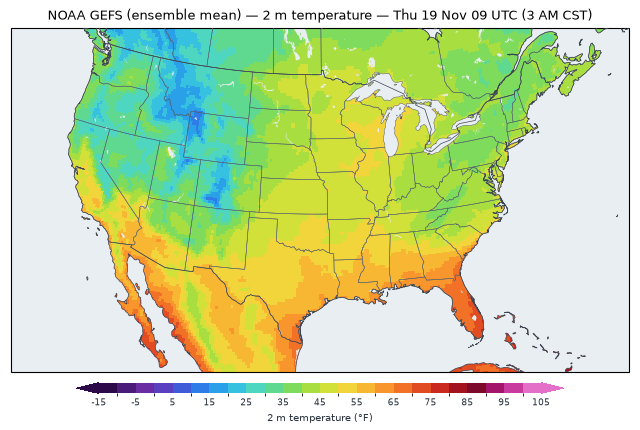 NOAA GEFS (ensemble mean) — 2 m temperature — Thu 19 Nov 09 UTC (3 AM CST)
-15 -5 5 15 25 35 45 55 65 75 85 95 105
2 m temperature (°F)